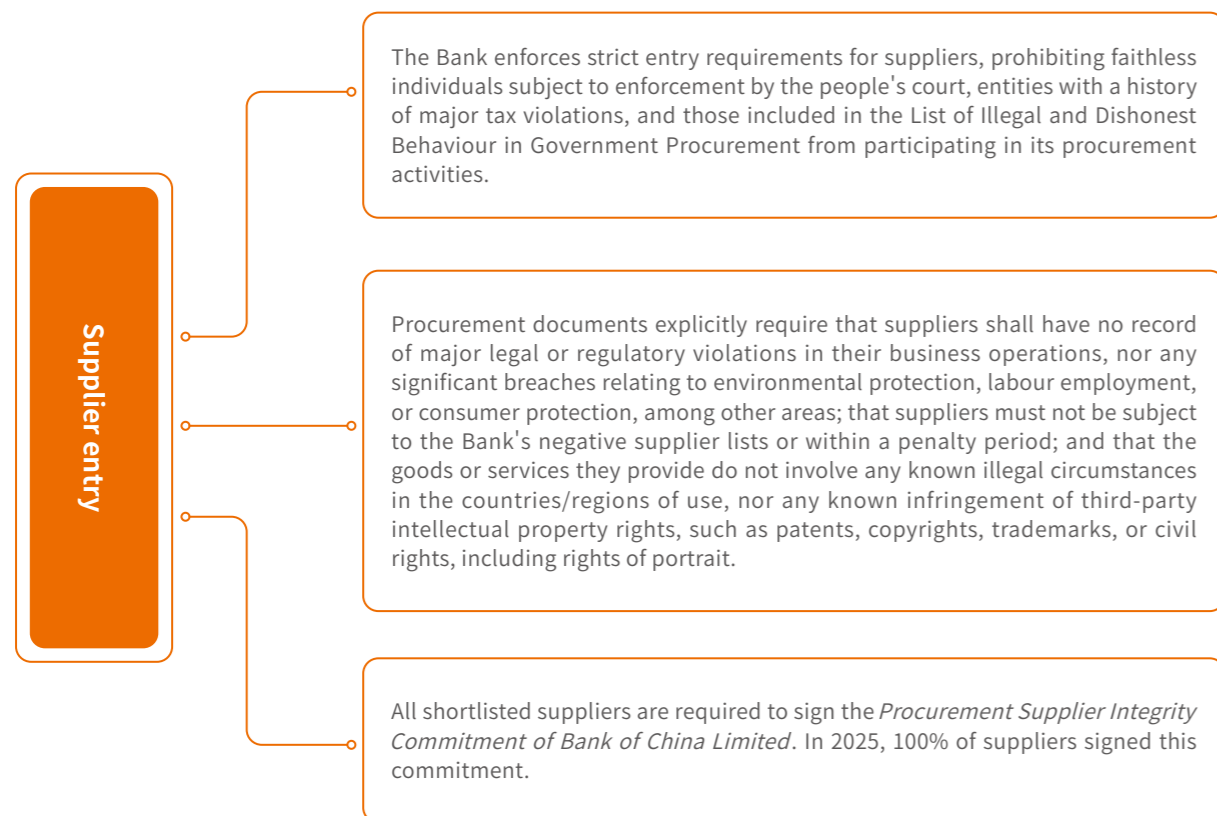 Supplier entry
The Bank enforces strict entry requirements for suppliers, prohibiting faithless
individuals subject to enforcement by the people's court, entities with a history
of major tax violations, and those included in the List of Illegal and Dishonest
Behaviour in Government Procurement from participating in its procurement
activities.
Procurement documents explicitly require that suppliers shall have no record
of major legal or regulatory violations in their business operations, nor any
significant breaches relating to environmental protection, labour employment,
or consumer protection, among other areas; that suppliers must not be subject
to the Bank's negative supplier lists or within a penalty period; and that the
goods or services they provide do not involve any known illegal circumstances
in the countries/regions of use, nor any known infringement of third-party
intellectual property rights, such as patents, copyrights, trademarks, or civil
rights, including rights of portrait.
All shortlisted suppliers are required to sign the Procurement Supplier Integrity
Commitment of Bank of China Limited. In 2025, 100% of suppliers signed this
commitment.